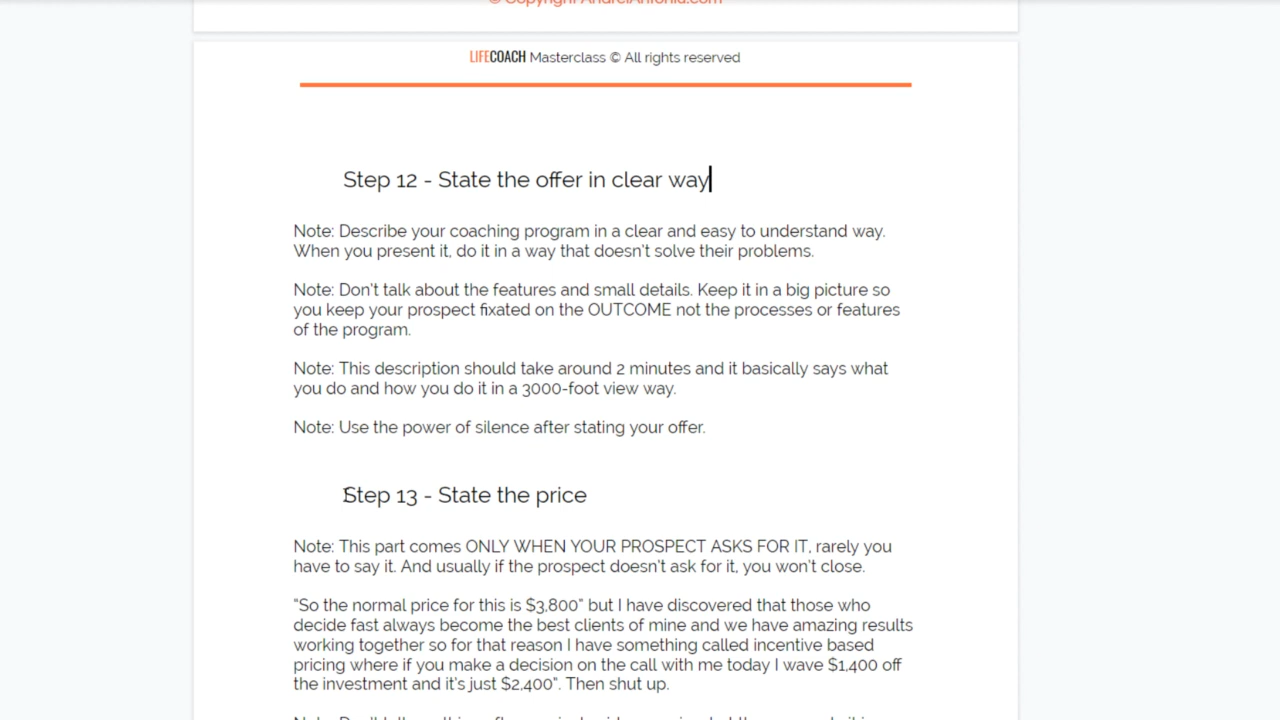 © Copyright AndreiAntoniu.com
LIFECOACH Masterclass © All rights reserved
Step 12 - State the offer in clear way
Note: Describe your coaching program in a clear and easy to understand way.
When you present it, do it in a way that doesn't solve their problems.
Note: Don't talk about the features and small details. Keep it in a big picture so
you keep your prospect fixated on the OUTCOME not the processes or features
of the program.
Note: This description should take around 2 minutes and it basically says what
you do and how you do it in a 3000-foot view way.
Note: Use the power of silence after stating your offer.
Step 13 - State the price
Note: This part comes ONLY WHEN YOUR PROSPECT ASKS FOR IT, rarely you
have to say it. And usually if the prospect doesn't ask for it, you won't close.
"So the normal price for this is $3,800" but I have discovered that those who
decide fast always become the best clients of mine and we have amazing results
working together so for that reason I have something called incentive based
pricing where if you make a decision on the call with me today I wave $1,400 off
the investment and it's just $2,400". Then shut up.